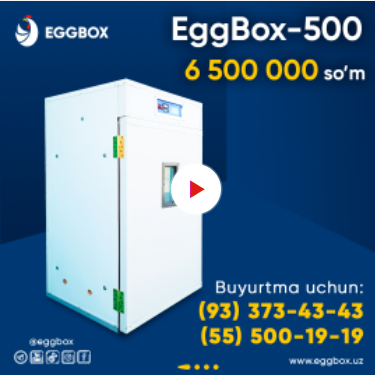 EGGBOX
EggBox-500
6 500 000 so'm
Buyurtma uchun:
(93) 373-43-43
(55) 500-19-19
@eggbox
www.eggbox.uz